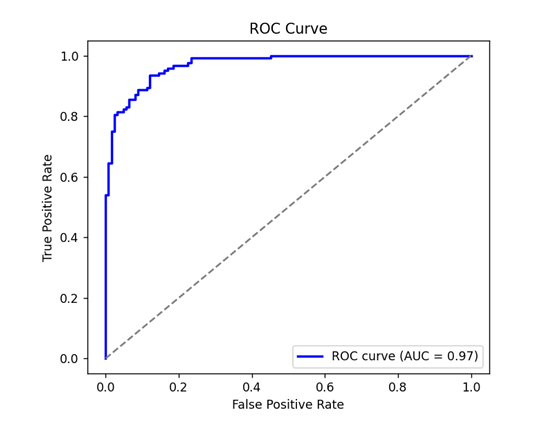 ROC Curve
True Positive Rate
1.0
0.8
0.6
0.4
0.2
0.0
ROC curve (AUC = 0.97)
0.0 0.2 0.4 0.6 0.8 1.0
False Positive Rate